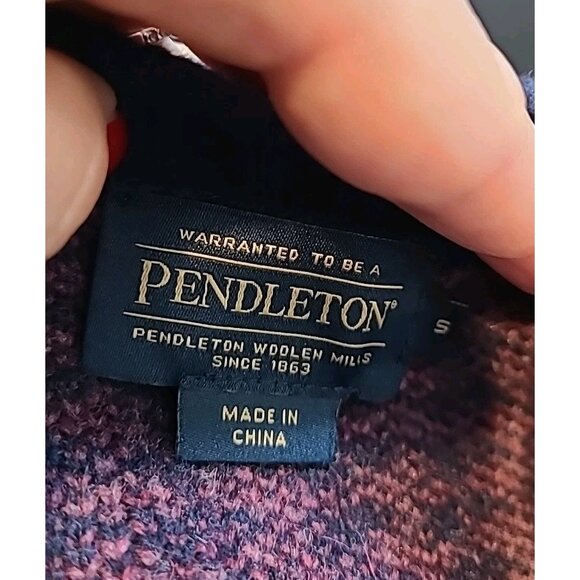 WARRANTED TO BE A
PENDLETON®
PENDLETON WOOLEN MILLS
SINCE 1863
S
MADE IN
CHINA